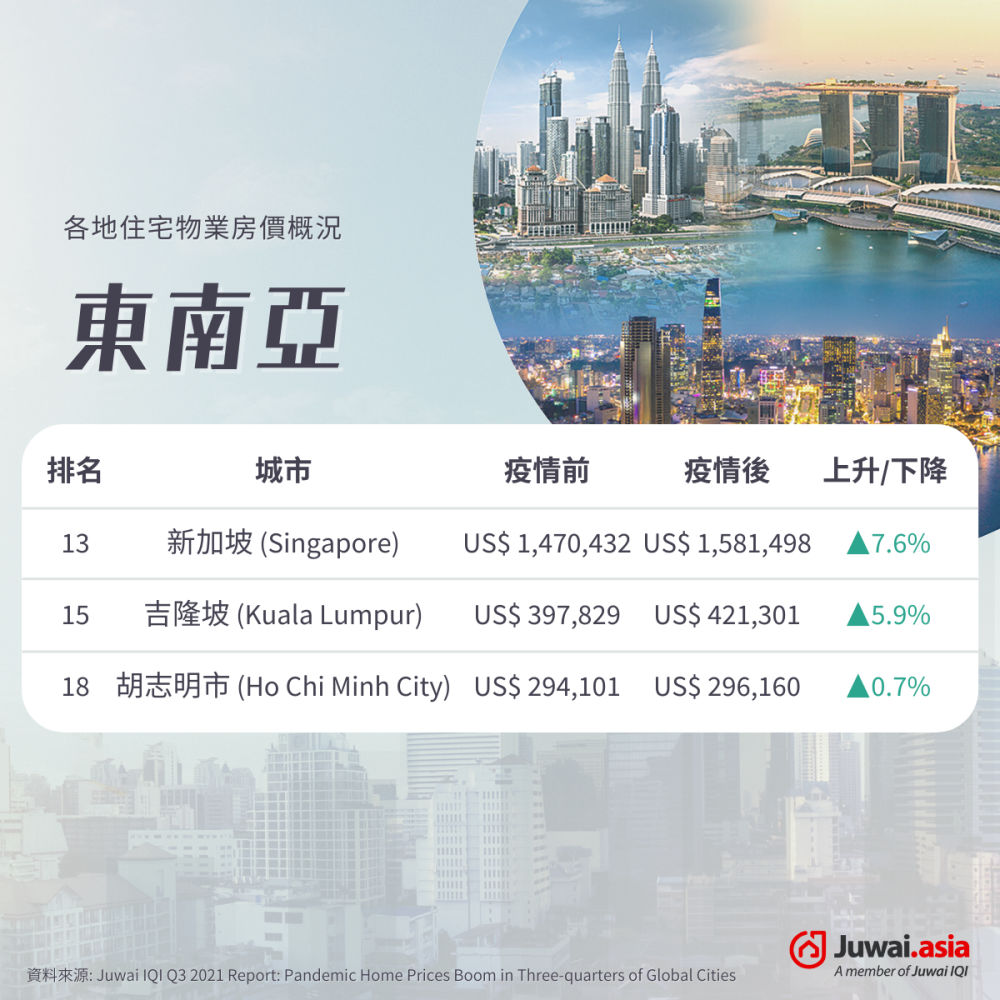 各地住宅物業房價概況
東南亞
排名 城市 疫情前 疫情後 上升/下降
13 新加坡 (Singapore) US$ 1,470,432 US$ 1,581,498 ▲7.6%
15 吉隆坡 (Kuala Lumpur) US$ 397,829 US$ 421,301 ▲5.9%
18 胡志明市 (Ho Chi Minh City) US$ 294,101 US$ 296,160 ▲0.7%
Juwai.asia
A member of Juwai IQI
資料來源: Juwai IQI Q3 2021 Report: Pandemic Home Prices Boom in Three-quarters of Global Cities